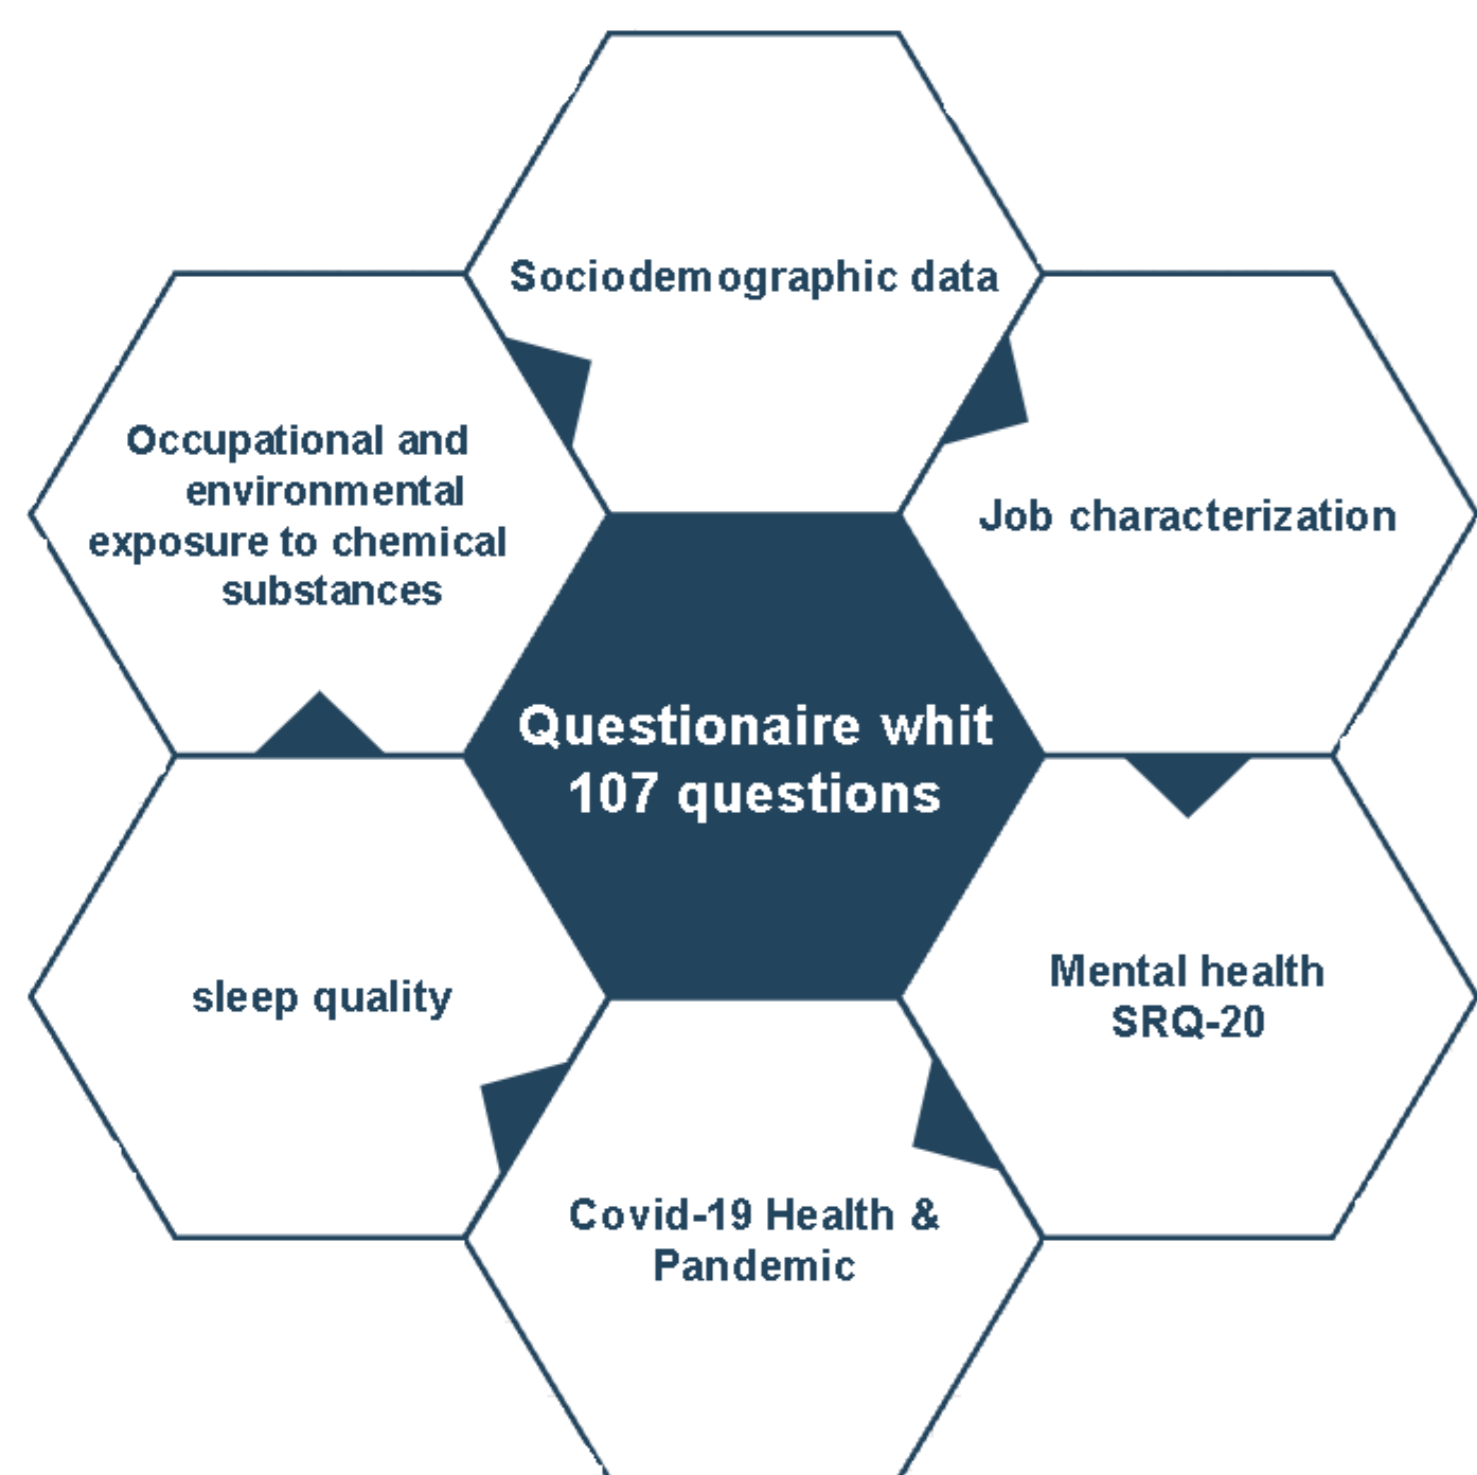 Sociodemographic data
Job characterization
Mental health
SRQ-20
Covid-19 Health &
Pandemic
sleep quality
Occupational and
environmental
exposure to chemical
substances
Questionaire whit
107 questions